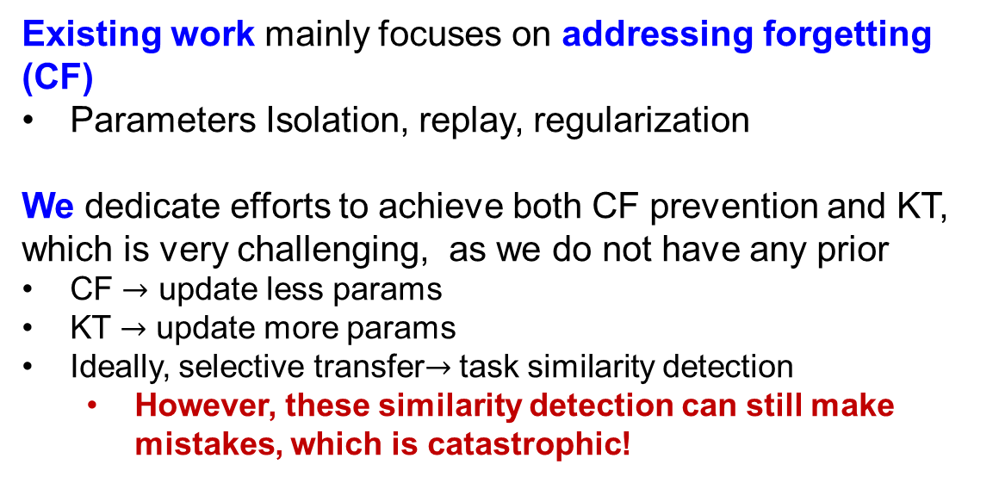 Existing work mainly focuses on addressing forgetting
(CF)
• Parameters Isolation, replay, regularization
We dedicate efforts to achieve both CF prevention and KT,
which is very challenging, as we do not have any prior
• CF → update less params
• KT → update more params
• Ideally, selective transfer→ task similarity detection
• However, these similarity detection can still make
mistakes, which is catastrophic!